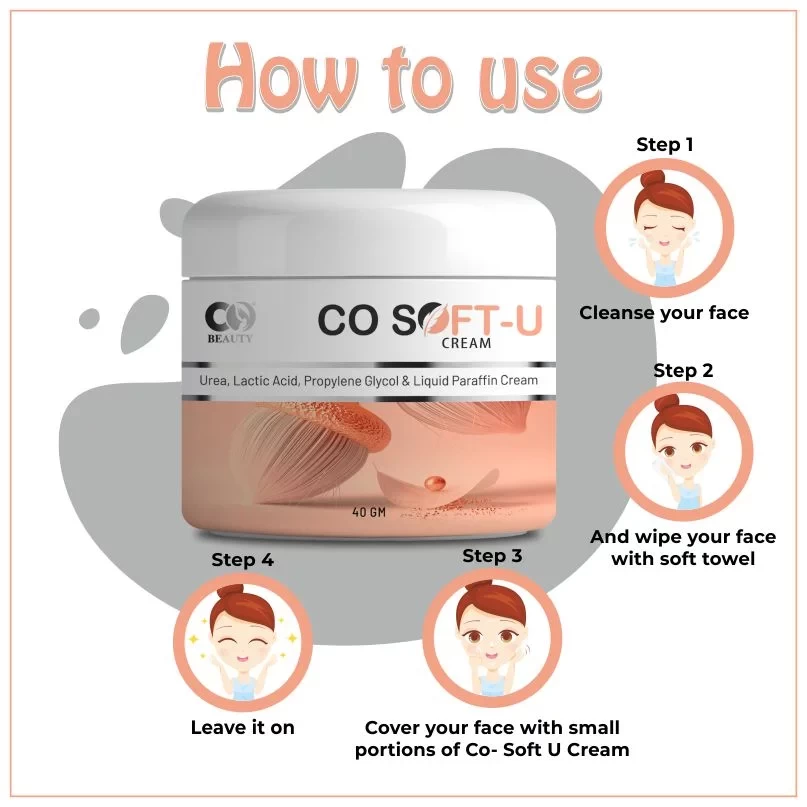 How to use
Step 1
Cleanse your face
Step 2
And wipe your face
with soft towel
Step 3
Cover your face with small
portions of Co- Soft U Cream
Step 4
Leave it on
CO
BEAUTY
CO SOFT-U
CREAM
Urea, Lactic Acid, Propylene Glycol & Liquid Paraffin Cream
40 GM